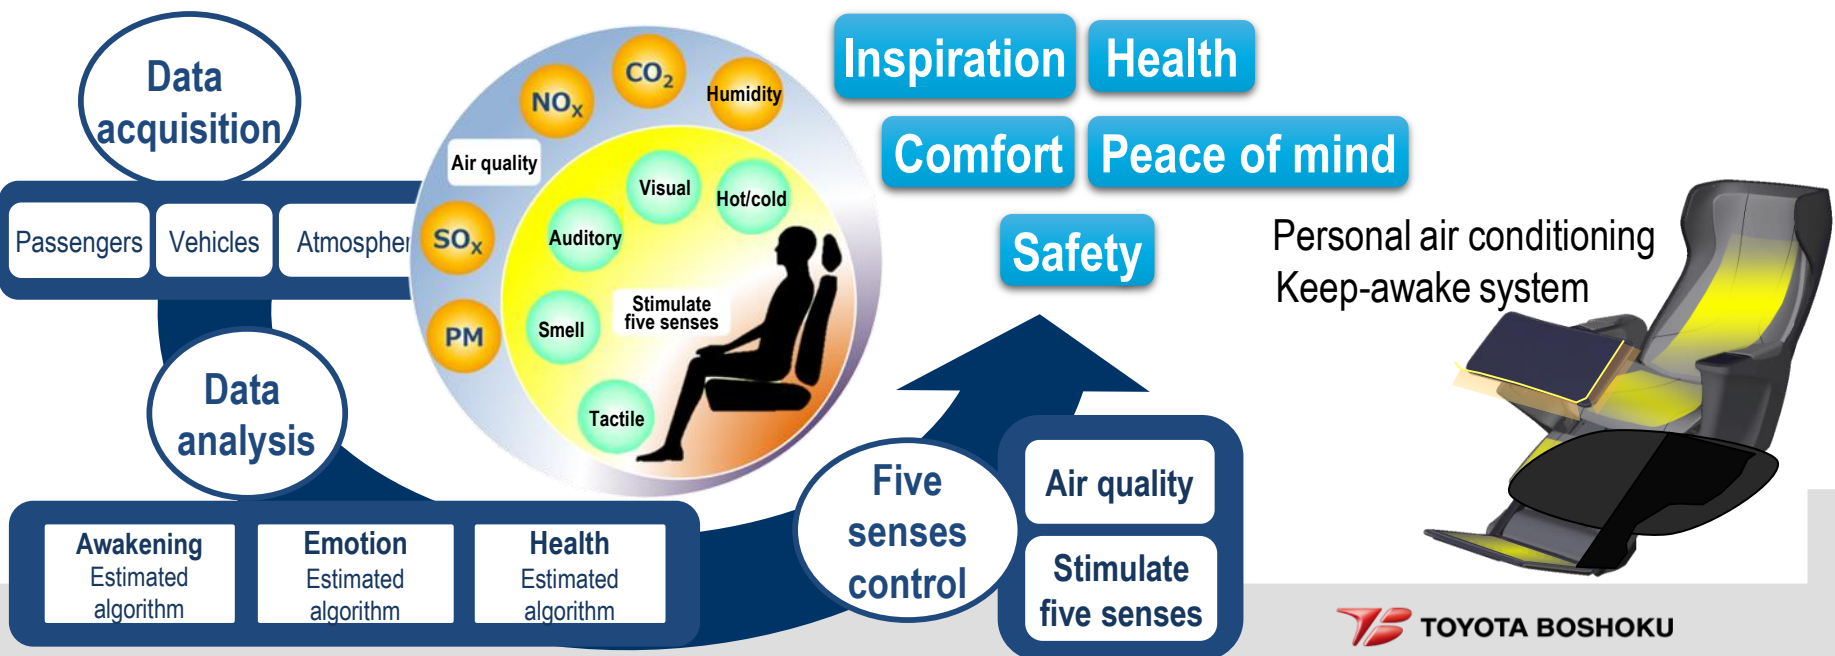 Data
acquisition
Passengers
Vehicles
Atmospher
Data
analysis
Awakening
Estimated
algorithm
Emotion
Estimated
algorithm
Health
Estimated
algorithm
CO2
NOX
Humidity
Air quality
SOX
PM
Visual
Hot/cold
Auditory
Smell
Tactile
Stimulate
five senses
Five
senses
control
Air quality
Stimulate
five senses
Inspiration
Health
Comfort
Peace of mind
Safety
Personal air conditioning
Keep-awake system
TOYOTA BOSHOKU